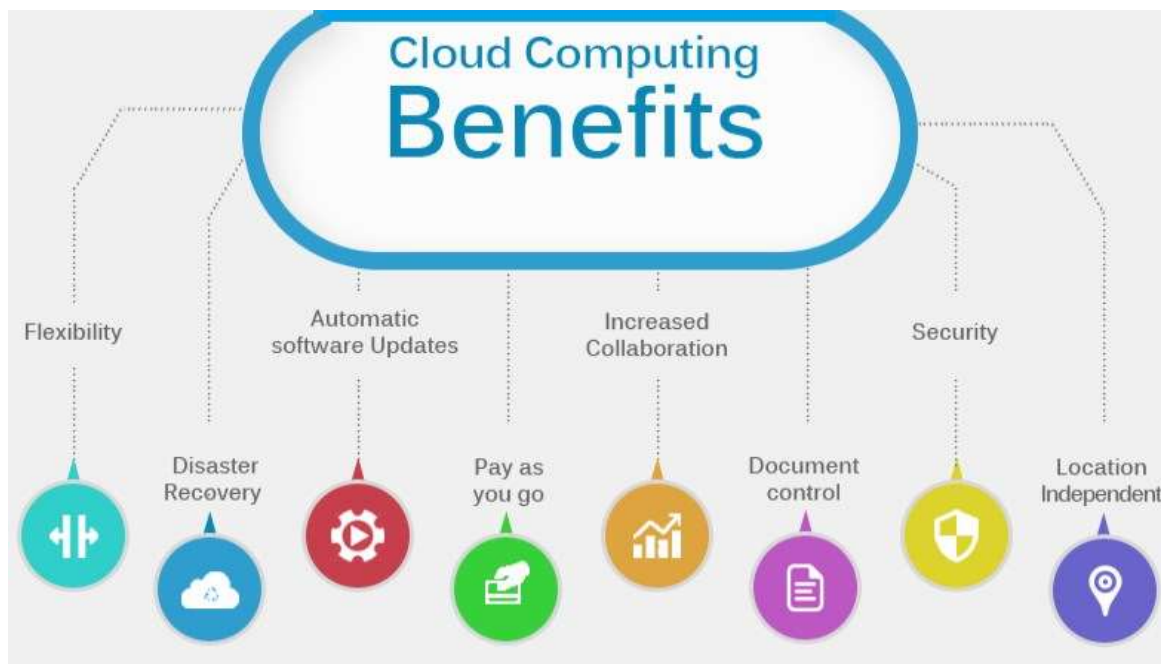 Cloud Computing
Benefits
Flexibility
Automatic
software Updates
Increased
Collaboration
Security
Disaster
Recovery
Pay as
you go
Document
control
Location
Independent